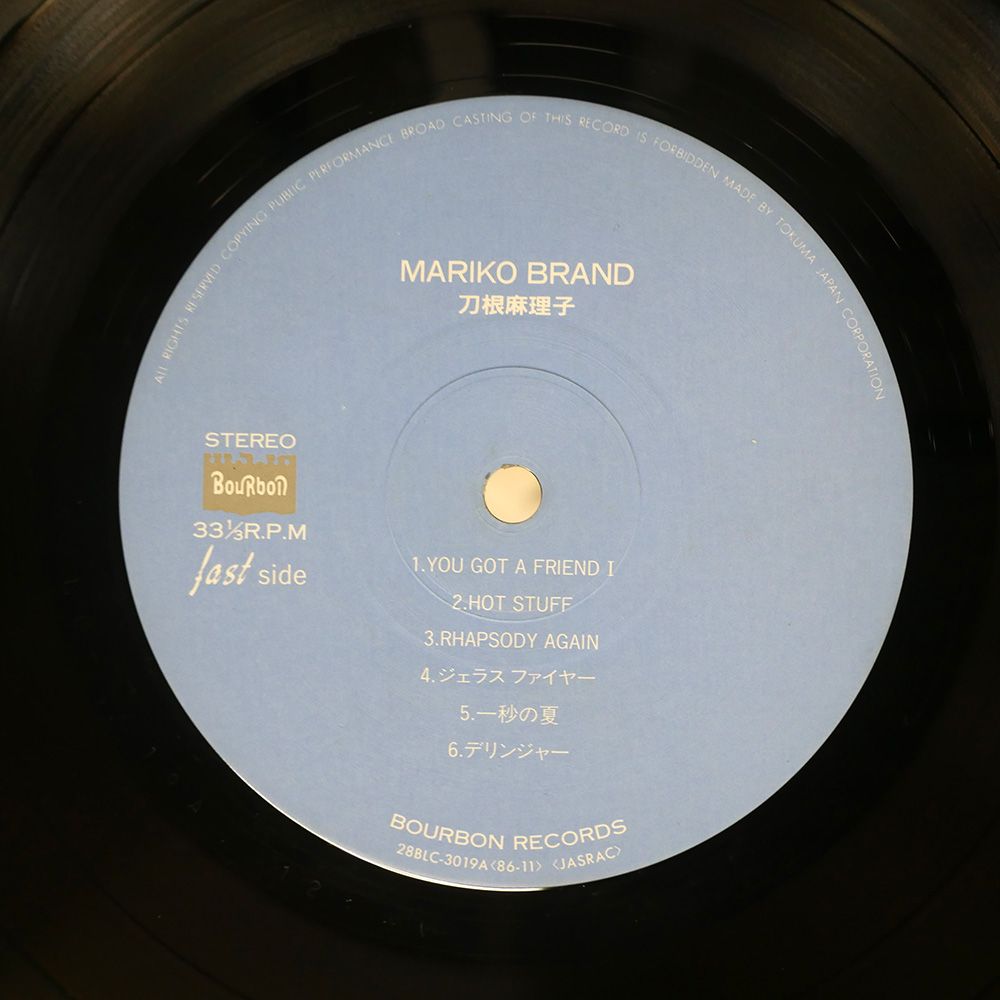 ALL RIGHTS RESERVED COPYING PUBLIC PERFORMANCE BROAD CASTING OF THIS RECORD IS FORBIDDEN MADE BY TOKUMA JAPAN CORPORATION
MARIKO BRAND
刀根麻理子
STEREO
BouRbon
33⅓R.P.M
fast side
1.YOU GOT A FRIEND I
2.HOT STUFF
3.RHAPSODY AGAIN
4.ジェラス ファイヤー
5.一秒の夏
6.デリンジャー
BOURBON RECORDS
28BLC-3019A〈86-11〉〈JASRAC〉